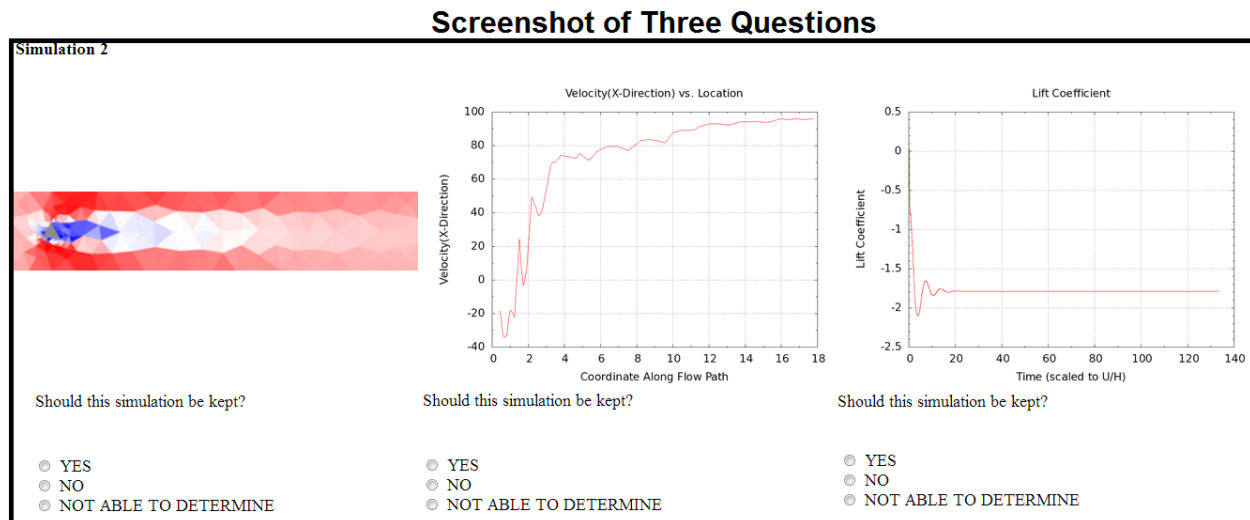 Screenshot of Three Questions
Simulation 2
Velocity(X-Direction) vs. Location
Velocity(X-Direction)
100
80
60
40
20
0
-20
-40
0 2 4 6 8 10 12 14 16 18
Coordinate Along Flow Path
Lift Coefficient
Lift Coefficient
0.5
0
-0.5
-1
-1.5
-2
-2.5
0 20 40 60 80 100 120 140
Time (scaled to U/H)
Should this simulation be kept?
YES
NO
NOT ABLE TO DETERMINE
Should this simulation be kept?
YES
NO
NOT ABLE TO DETERMINE
Should this simulation be kept?
YES
NO
NOT ABLE TO DETERMINE